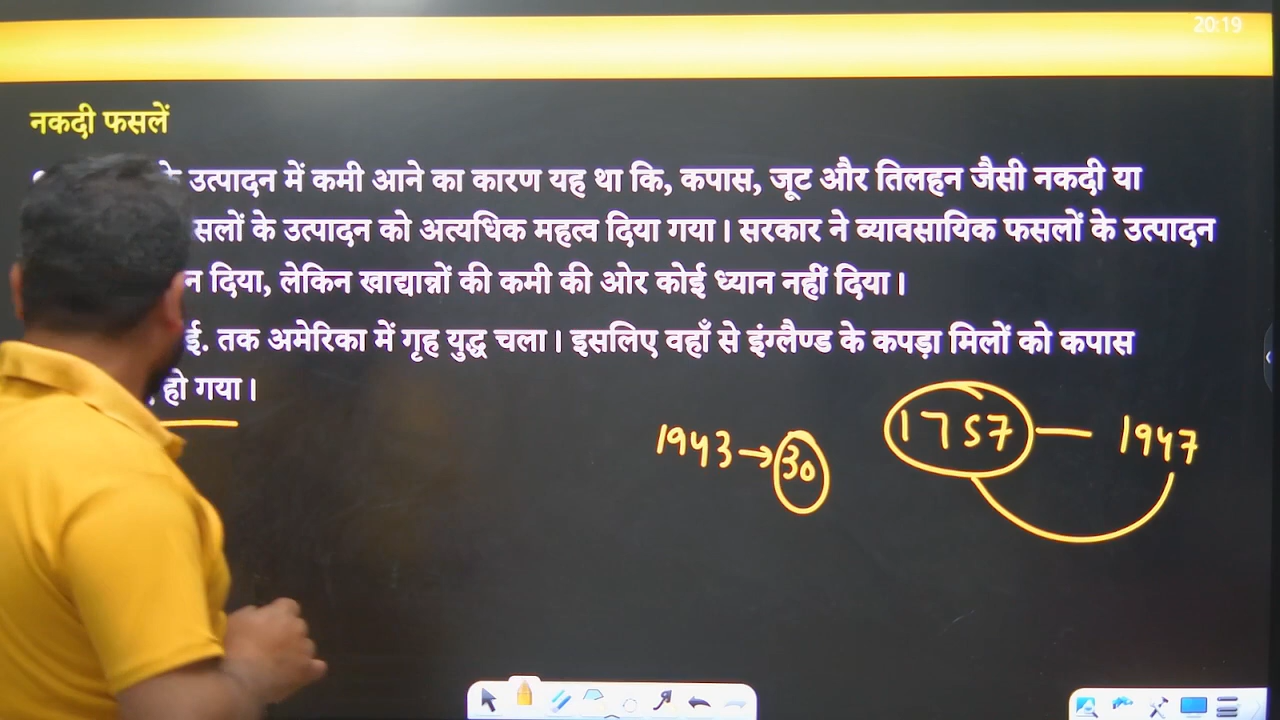 20:19
नकदी फसलें
उत्पादन में कमी आने का कारण यह था कि, कपास, जूट और तिलहन जैसी नकदी या
के उत्पादन को अत्यधिक महत्व दिया गया। सरकार ने व्यावसायिक फसलों के उत्पादन
दिया, लेकिन खाद्यान्नों की कमी की ओर कोई ध्यान नहीं दिया।
ई. तक अमेरिका में गृह युद्ध चला। इसलिए वहाँ से इंग्लैण्ड के कपड़ा मिलों को कपास
हो गया।
1943→30 1757 — 1947